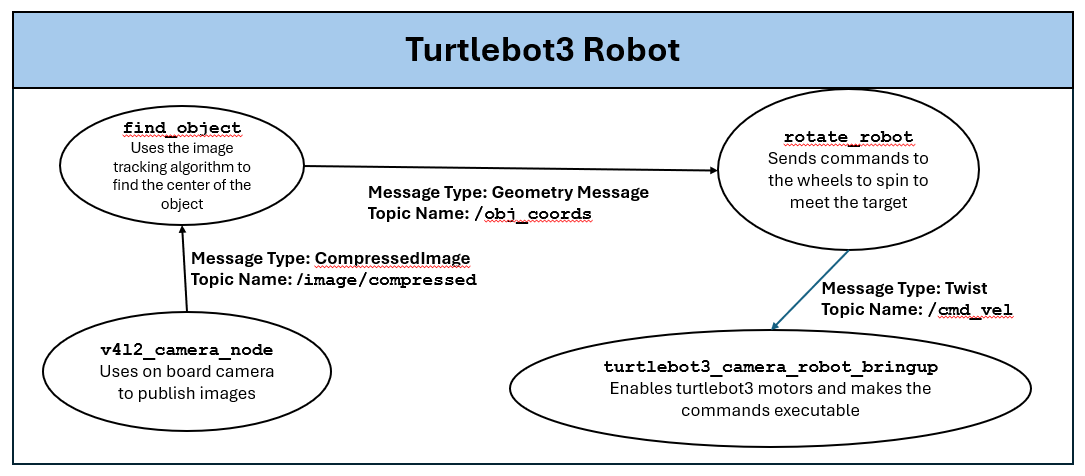 Turtlebot3 Robot
find_object
Uses the image
tracking algorithm to
find the center of the
object
Message Type: Geometry Message
Topic Name: /obj_coords
rotate_robot
Sends commands to
the wheels to spin to
meet the target
Message Type: CompressedImage
Topic Name: /image/compressed
Message Type: Twist
Topic Name: /cmd_vel
v4l2_camera_node
Uses on board camera
to publish images
turtlebot3_camera_robot_bringup
Enables turtlebot3 motors and makes the
commands executable